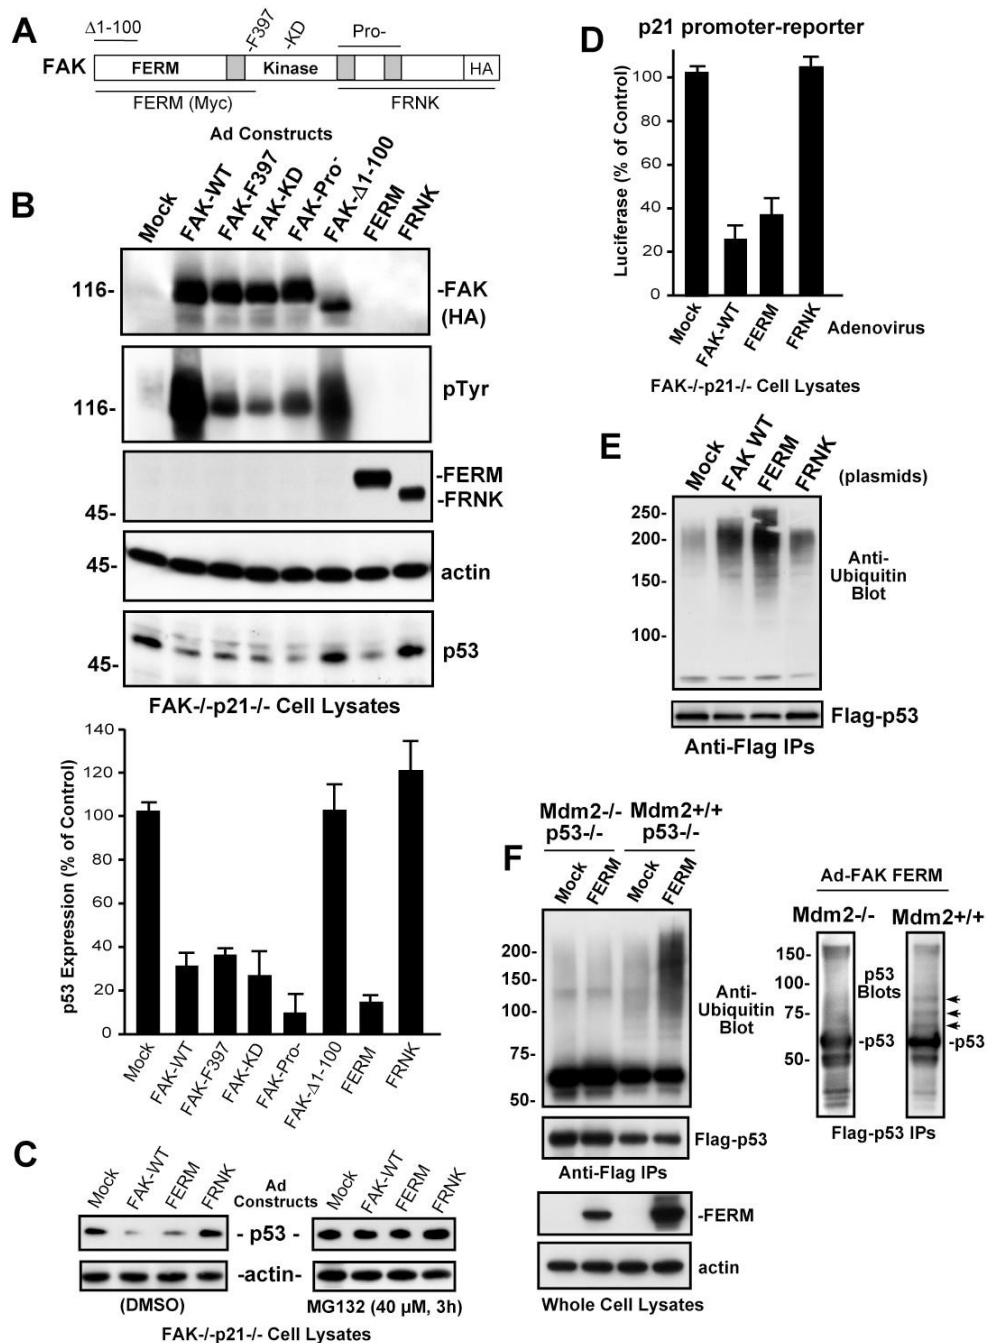 A
Δ1-100
-F397
-KD
Pro-
FAK
FERM
Kinase
HA
FERM (Myc)
FRNK
Ad Constructs
B
Mock
FAK-WT
FAK-F397
FAK-KD
FAK-Pro-
FAK-Δ1-100
FERM
FRNK
116-
-FAK
(HA)
116-
pTyr
-FERM
-FRNK
45-
45-
actin
45-
p53
FAK-/-p21-/- Cell Lysates
p53 Expression (% of Control)
140
120
100
80
60
40
20
0
Mock
FAK-WT
FAK-F397
FAK-KD
FAK-Pro-
FAK-Δ1-100
FERM
FRNK
C
Mock
FAK-WT
FERM
FRNK
Ad
Constructs
Mock
FAK-WT
FERM
FRNK
- p53 -
-actin-
(DMSO)
MG132 (40 µM, 3h)
FAK-/-p21-/- Cell Lysates
D
p21 promoter-reporter
Luciferase (% of Control)
100
80
60
40
20
0
Mock
FAK-WT
FERM
FRNK
Adenovirus
FAK-/-p21-/- Cell Lysates
E
Mock
FAK WT
FERM
FRNK
(plasmids)
250-
200-
150-
100-
Anti-
Ubiquitin
Blot
Flag-p53
Anti-Flag IPs
F
Mdm2-/- Mdm2+/+
p53-/- p53-/-
Mock
FERM
Mock
FERM
200-
150-
100-
75-
50-
Anti-
Ubiquitin
Blot
Flag-p53
Anti-Flag IPs
-FERM
actin
Whole Cell Lysates
Ad-FAK FERM
Mdm2-/- Mdm2+/+
150-
100-
75-
50-
p53
Blots
-p53
-p53
Flag-p53 IPs